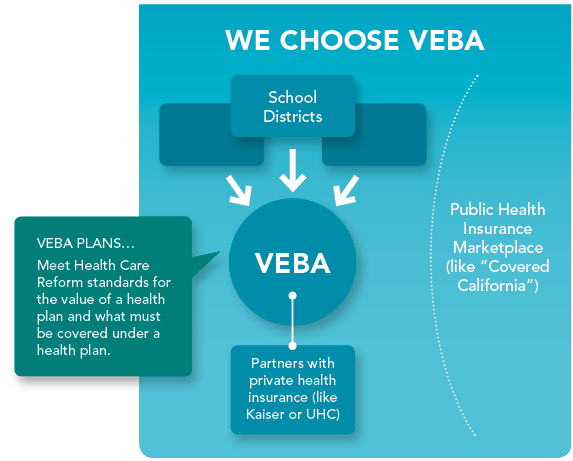 WE CHOOSE VEBA
School
Districts
VEBA
VEBA PLANS…
Meet Health Care
Reform standards for
the value of a health
plan and what must
be covered under a
health plan.
Partners with
private health
insurance (like
Kaiser or UHC)
Public Health
Insurance
Marketplace
(like “Covered
California”)